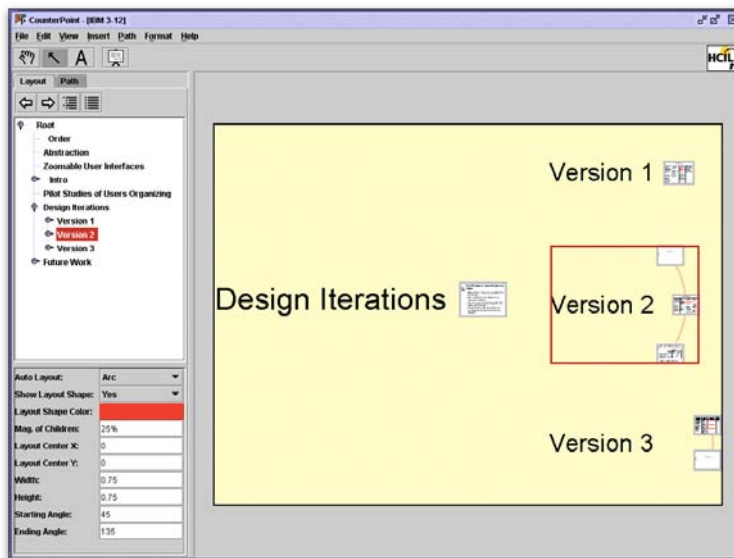 CounterPoint - [IBM 3-12]
File Edit View Insert Path Format Help
A
HCIL
Layout Path
Root
Order
Abstraction
Zoomable User Interfaces
Intro
Pilot Studies of Users Organizing
Design Iterations
Version 1
Version 2
Version 3
Future Work
Auto Layout: Arc
Show Layout Shape: Yes
Layout Shape Color:
Mag. of Children: 25%
Layout Center X: 0
Layout Center Y: 0
Width: 0.75
Height: 0.75
Starting Angle: 45
Ending Angle: 135
Version 1
Design Iterations
Version 2
Version 3